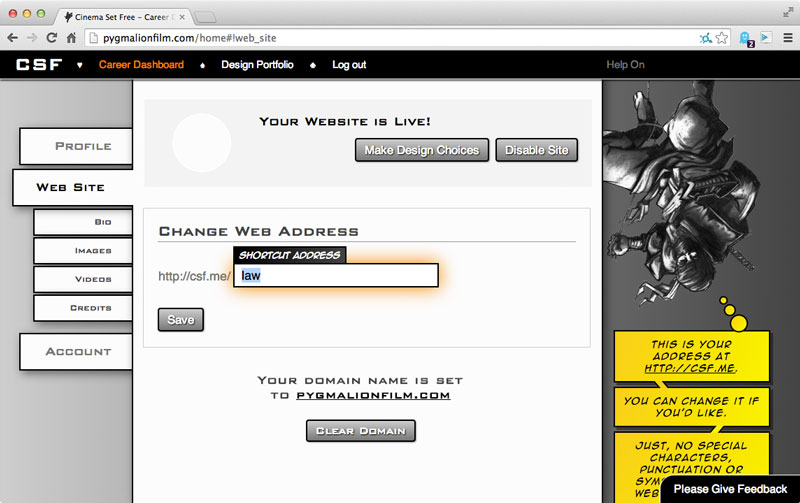 Cinema Set Free – Career D
pygmalionfilm.com/home#!web_site
2
CSF
Career Dashboard
Design Portfolio
Log out
Help On
Profile
Web Site
Bio
Images
Videos
Credits
Account
Your Website is Live!
Make Design Choices
Disable Site
Change Web Address
Shortcut Address
http://csf.me/
law
Save
Your domain name is set
to pygmalionfilm.com
Clear Domain
This is your
address at
http://csf.me.
You can change it if
you'd like.
Just, no special
characters,
punctuation or
Please Give Feedback